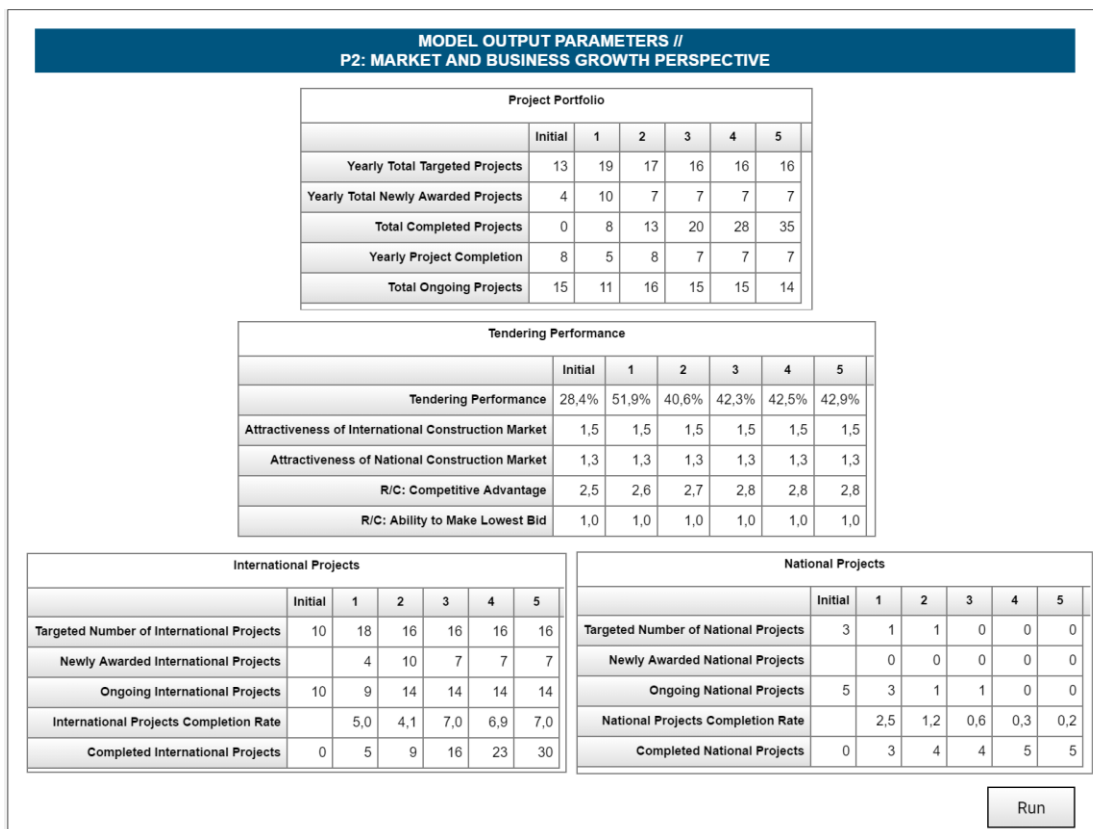 MODEL OUTPUT PARAMETERS //
P2: MARKET AND BUSINESS GROWTH PERSPECTIVE
Project Portfolio
Initial 1 2 3 4 5
Yearly Total Targeted Projects 13 19 17 16 16 16
Yearly Total Newly Awarded Projects 4 10 7 7 7 7
Total Completed Projects 0 8 13 20 28 35
Yearly Project Completion 8 5 8 7 7 7
Total Ongoing Projects 15 11 16 15 15 14
Tendering Performance
Initial 1 2 3 4 5
Tendering Performance 28,4% 51,9% 40,6% 42,3% 42,5% 42,9%
Attractiveness of International Construction Market 1,5 1,5 1,5 1,5 1,5 1,5
Attractiveness of National Construction Market 1,3 1,3 1,3 1,3 1,3 1,3
R/C: Competitive Advantage 2,5 2,6 2,7 2,8 2,8 2,8
R/C: Ability to Make Lowest Bid 1,0 1,0 1,0 1,0 1,0 1,0
International Projects
Initial 1 2 3 4 5
Targeted Number of International Projects 10 18 16 16 16 16
Newly Awarded International Projects 4 10 7 7 7
Ongoing International Projects 10 9 14 14 14 14
International Projects Completion Rate 5,0 4,1 7,0 6,9 7,0
Completed International Projects 0 5 9 16 23 30
National Projects
Initial 1 2 3 4 5
Targeted Number of National Projects 3 1 1 0 0 0
Newly Awarded National Projects 0 0 0 0 0
Ongoing National Projects 5 3 1 1 0 0
National Projects Completion Rate 2,5 1,2 0,6 0,3 0,2
Completed National Projects 0 3 4 4 5 5
Run